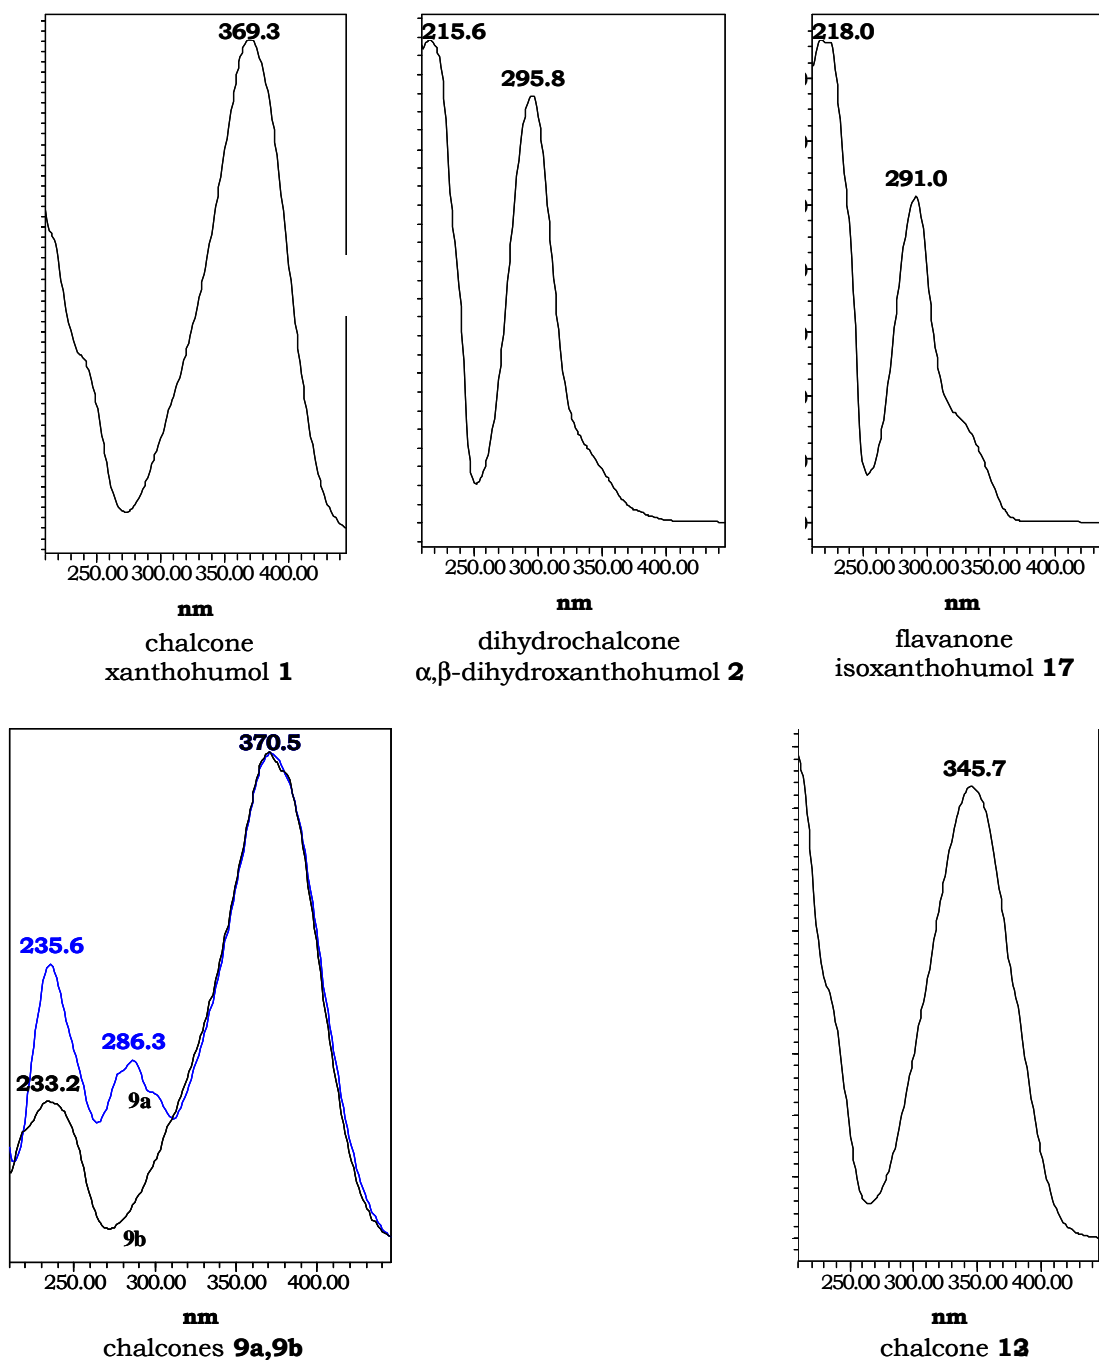 369.3
250.00 300.00 350.00 400.00
nm
chalcone
xanthohumol 1
215.6
295.8
250.00 300.00 350.00 400.00
nm
dihydrochalcone
α,β-dihydroxanthohumol 2
218.0
291.0
250.00 300.00 350.00 400.00
nm
flavanone
isoxanthohumol 17
370.5
235.6
286.3
233.2
9a
9b
250.00 300.00 350.00 400.00
nm
chalcones 9a,9b
345.7
250.00 300.00 350.00 400.00
nm
chalcone